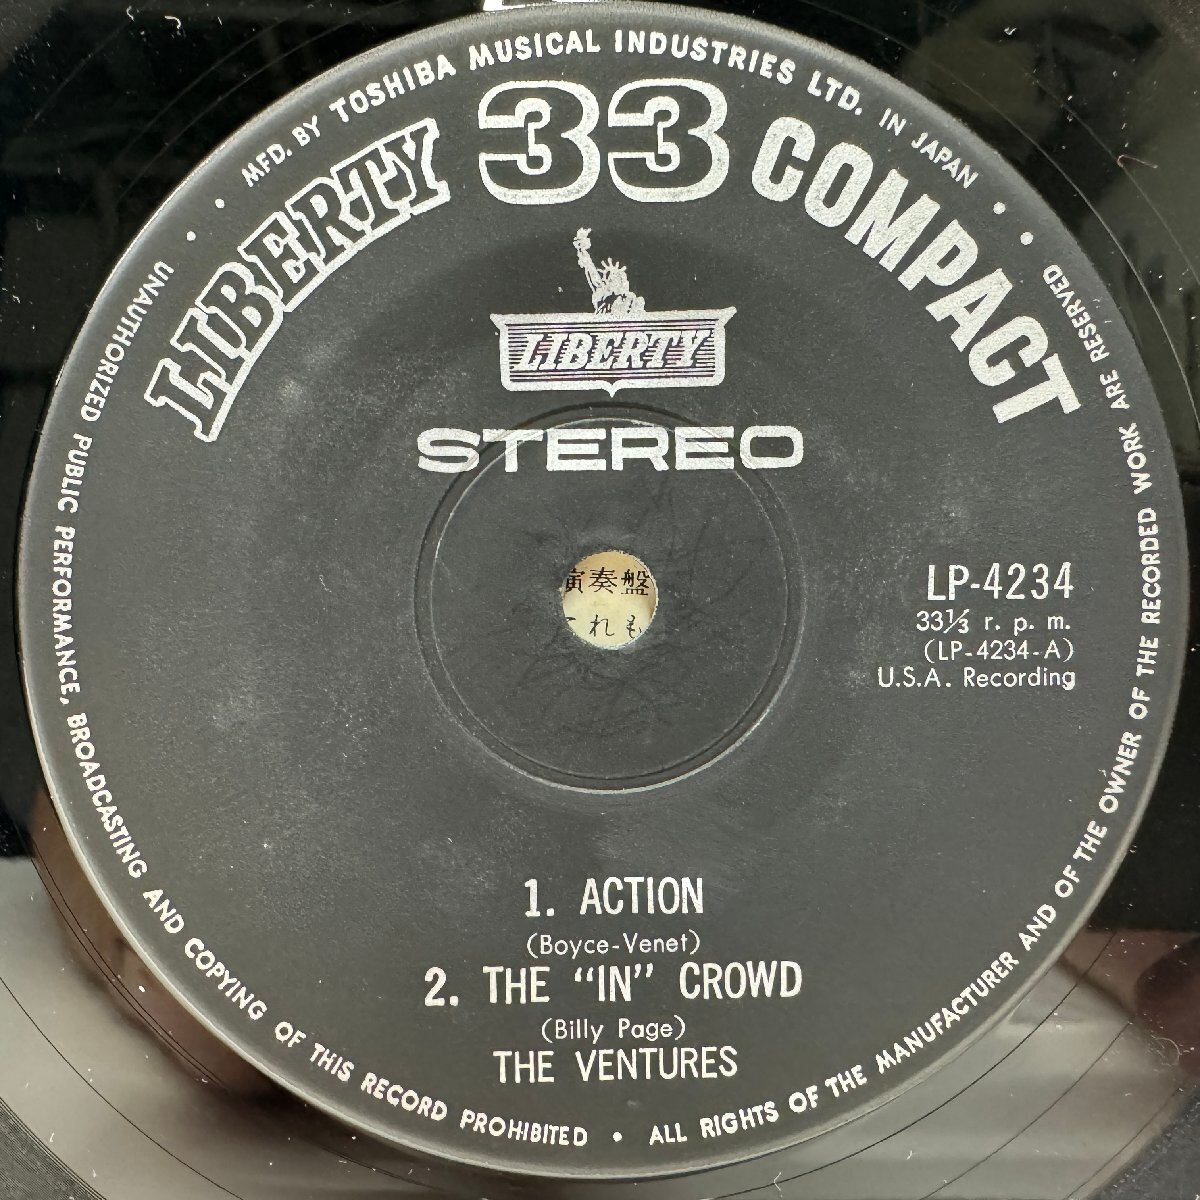 MFD. BY TOSHIBA MUSICAL INDUSTRIES LTD. IN JAPAN
LIBERTY 33 COMPACT
LIBERTY
STEREO
演奏盤
れも
LP-4234
33⅓ r. p. m.
(LP-4234-A)
U.S.A. Recording
1. ACTION
(Boyce-Venet)
2. THE "IN" CROWD
(Billy Page)
THE VENTURES
UNAUTHORIZED PUBLIC PERFORMANCE, BROADCASTING AND COPYING OF THIS RECORD PROHIBITED • ALL RIGHTS OF THE MANUFACTURER AND OF THE OWNER OF THE RECORDED WORK ARE RESERVED